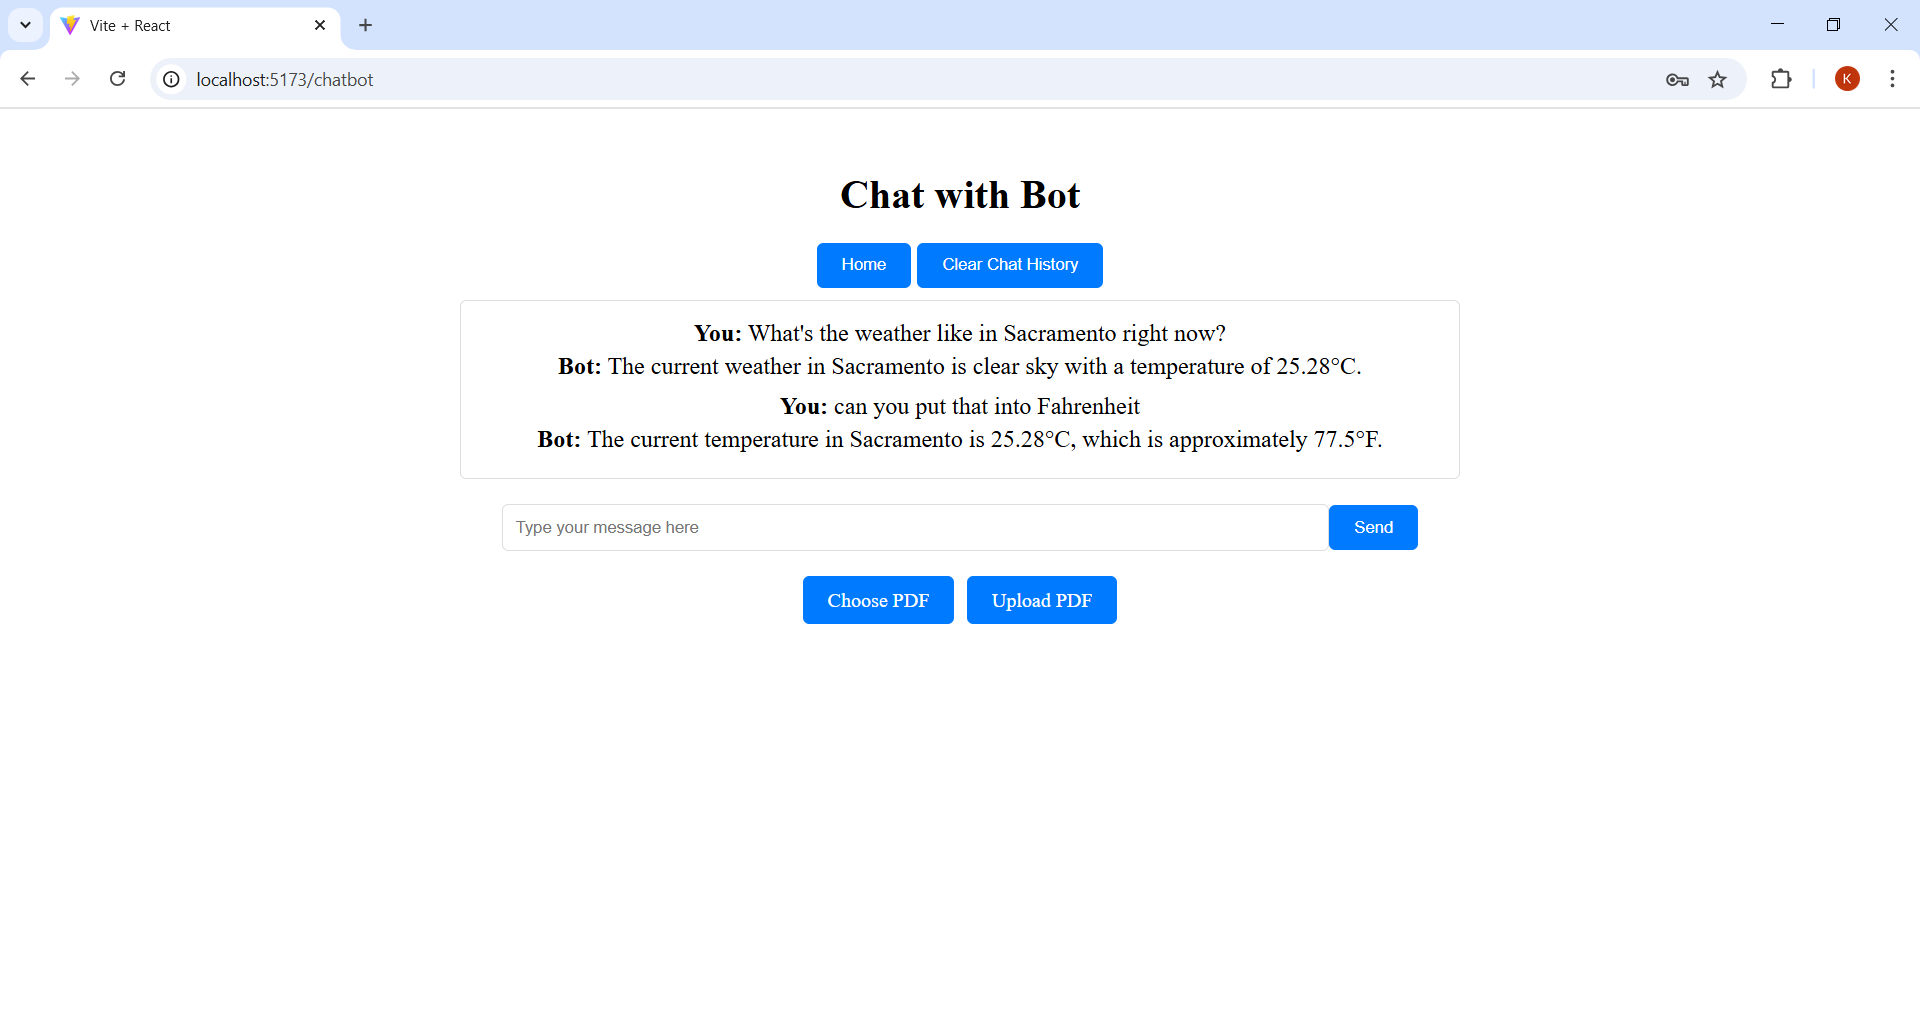 Vite + React
localhost:5173/chatbot
K
Chat with Bot
Home
Clear Chat History
You: What's the weather like in Sacramento right now?
Bot: The current weather in Sacramento is clear sky with a temperature of 25.28°C.
You: can you put that into Fahrenheit
Bot: The current temperature in Sacramento is 25.28°C, which is approximately 77.5°F.
Type your message here
Send
Choose PDF
Upload PDF